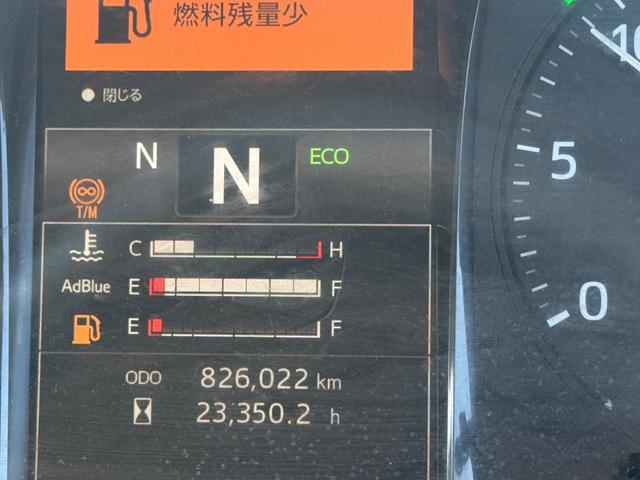 燃料残量少
閉じる
N N ECO
T/M
C H
AdBlue E F
E F
ODO 826,022 km
23,350.2 h
10
5
0